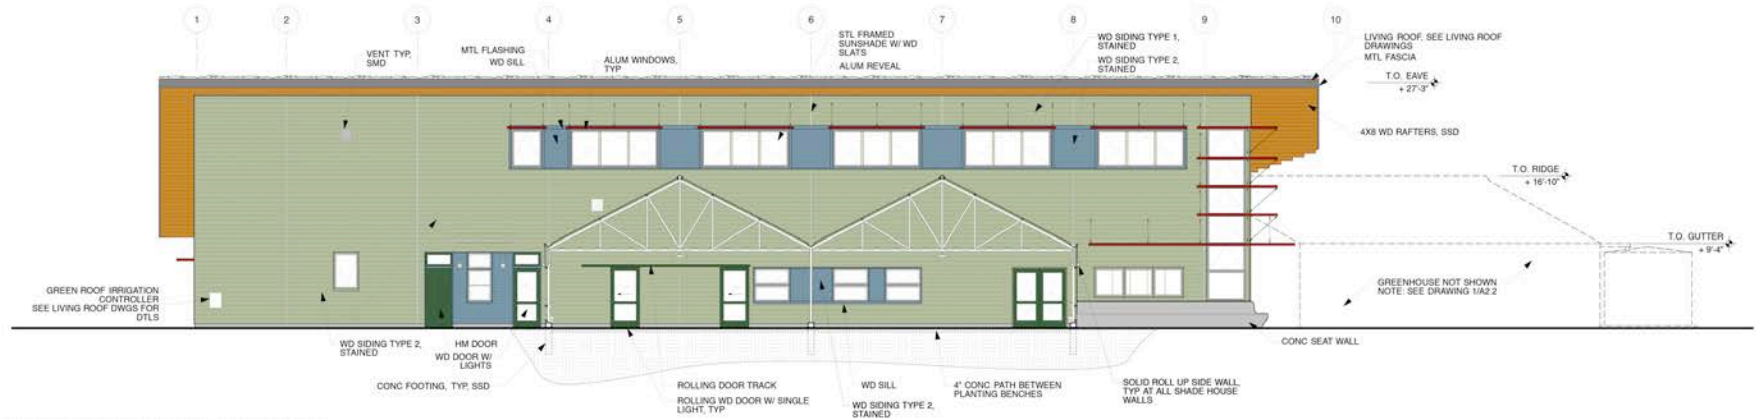 1 2 3 4 5 6 7 8 9 10
VENT TYP,
SMD
MTL FLASHING
WD SILL
ALUM WINDOWS,
TYP
STL FRAMED
SUNSHADE W/ WD
SLATS
ALUM REVEAL
WD SIDING TYPE 1,
STAINED
WD SIDING TYPE 2,
STAINED
LIVING ROOF, SEE LIVING ROOF
DRAWINGS
MTL FASCIA
T.O. EAVE
+ 27'-3"
4X8 WD RAFTERS, SSD
T.O. RIDGE
+ 16'-10"
T.O. GUTTER
+ 9'-4"
GREENHOUSE NOT SHOWN
NOTE: SEE DRAWING 1/A2.2
GREEN ROOF IRRIGATION
CONTROLLER
SEE LIVING ROOF DWGS FOR
DTLS
WD SIDING TYPE 2,
STAINED
HM DOOR
WD DOOR W/
LIGHTS
CONC FOOTING, TYP, SSD
ROLLING DOOR TRACK
ROLLING WD DOOR W/ SINGLE
LIGHT, TYP
WD SILL
WD SIDING TYPE 2,
STAINED
4" CONC PATH BETWEEN
PLANTING BENCHES
SOLID ROLL UP SIDE WALL,
TYP AT ALL SHADE HOUSE
WALLS
CONC SEAT WALL